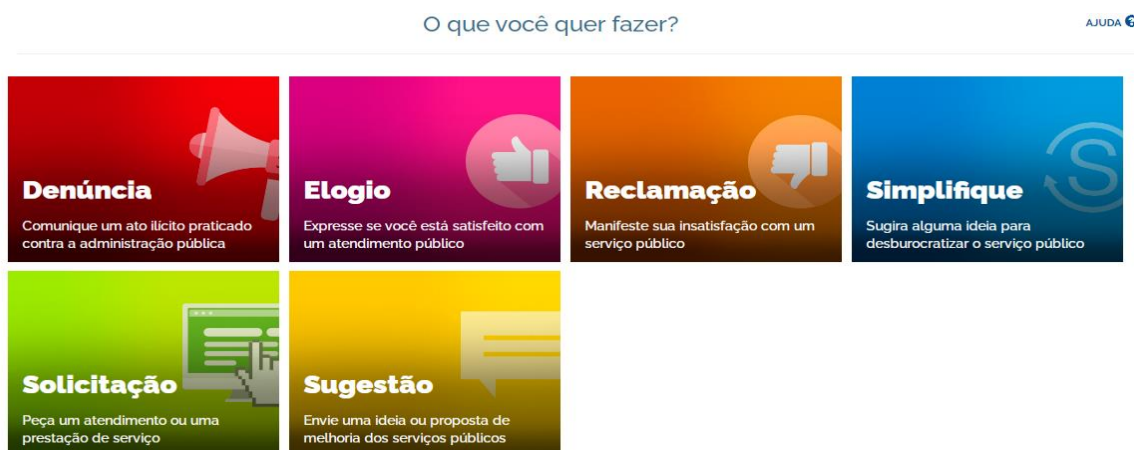 O que você quer fazer?
AJUDA
Denúncia
Comunique um ato ilícito praticado
contra a administração pública
Elogio
Expresse se você está satisfeito com
um atendimento público
Reclamação
Manifeste sua insatisfação com um
serviço público
Simplifique
Sugira alguma ideia para
desburocratizar o serviço público
Solicitação
Peça um atendimento ou uma
prestação de serviço
Sugestão
Envie uma ideia ou proposta de
melhoria dos serviços públicos